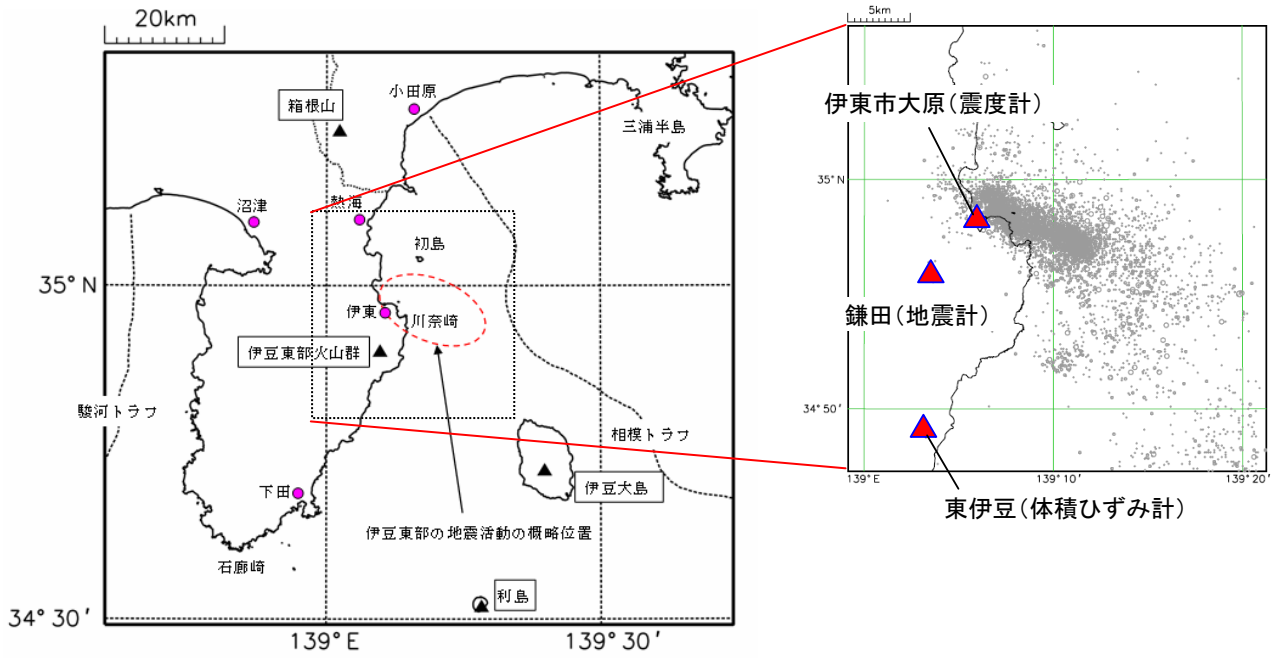 20km
小田原
箱根山
三浦半島
沼津
熱海
初島
35° N
伊東
川奈崎
伊豆東部火山群
駿河トラフ
相模トラフ
下田
伊豆大島
伊豆東部の地震活動の概略位置
石廊崎
利島
34° 30′
139° E
139° 30′
5km
伊東市大原(震度計)
35° N
鎌田(地震計)
34° 50′
139° E
139° 10′
139° 20′
東伊豆(体積ひずみ計)